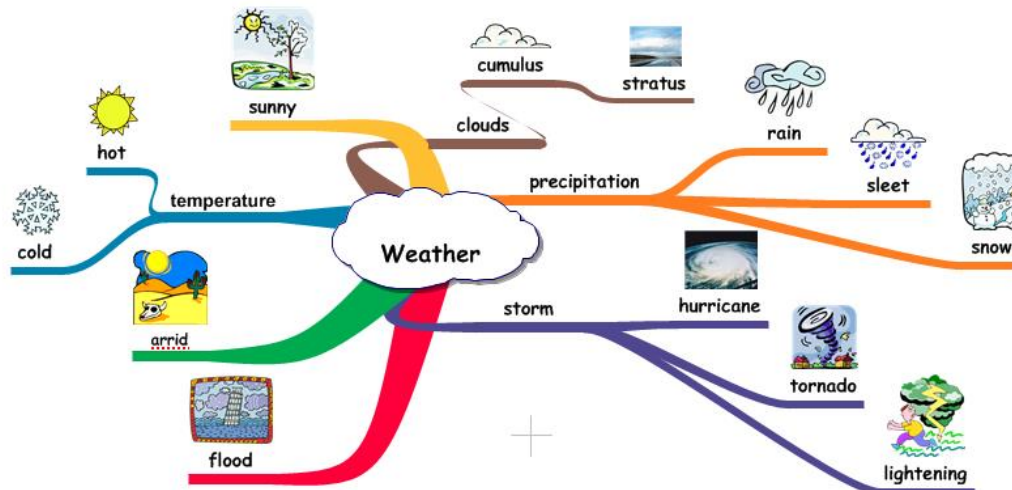 cumulus
stratus
sunny
clouds
rain
hot
precipitation
sleet
temperature
cold
Weather
snow
storm
hurricane
arrid
tornado
flood
lightening